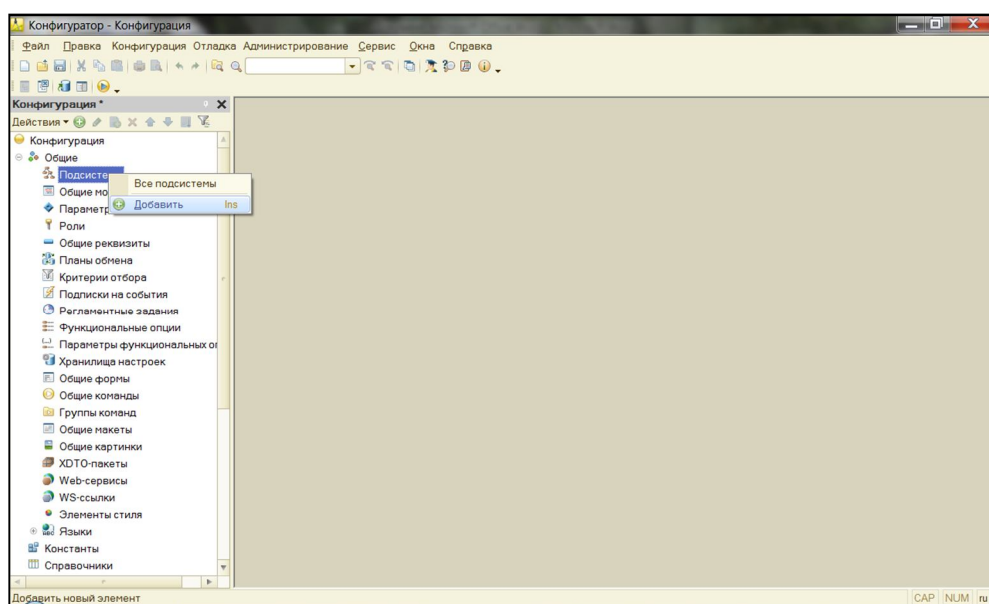 Конфигуратор - Конфигурация
Файл Правка Конфигурация Отладка Администрирование Сервис Окна Справка
Конфигурация *
Действия
Конфигурация
Общие
Все подсистемы
Добавить Ins
Роли
Общие реквизиты
Планы обмена
Критерии отбора
Подписки на события
Регламентные задания
Функциональные опции
Параметры функциональных
Хранилища настроек
Общие формы
Общие команды
Группы команд
Общие макеты
Общие картинки
XDTO-пакеты
Web-сервисы
WS-ссылки
Элементы стиля
Языки
Константы
Справочники
Добавить новый элемент
CAP NUM ru